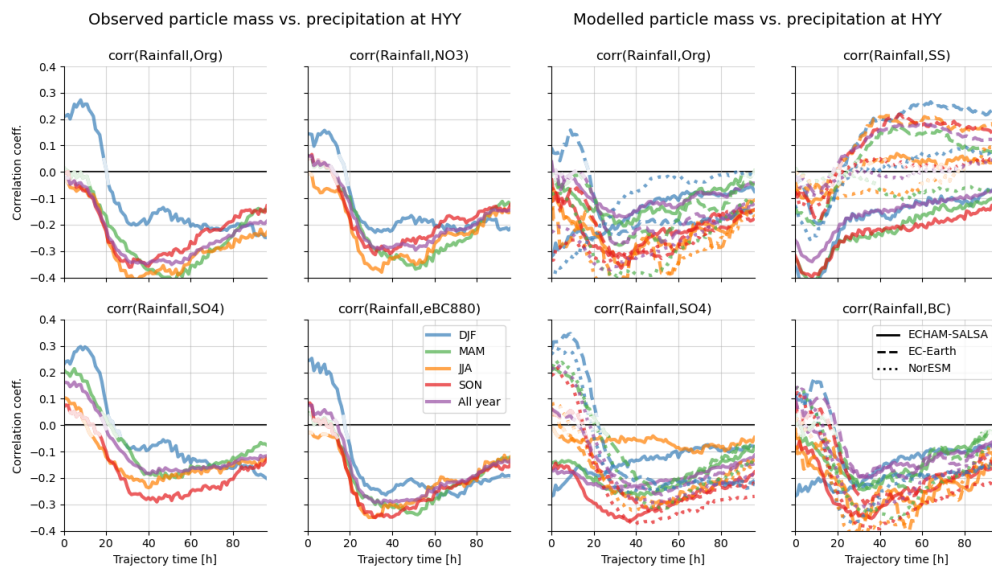 Observed particle mass vs. precipitation at HYY
Modelled particle mass vs. precipitation at HYY
corr(Rainfall,Org)
corr(Rainfall,NO3)
corr(Rainfall,Org)
corr(Rainfall,SS)
0.4
0.3
0.2
0.1
0.0
−0.1
−0.2
−0.3
−0.4
Correlation coeff.
corr(Rainfall,SO4)
corr(Rainfall,eBC880)
corr(Rainfall,SO4)
corr(Rainfall,BC)
0.4
0.3
0.2
0.1
0.0
−0.1
−0.2
−0.3
−0.4
Correlation coeff.
DJF
MAM
JJA
SON
All year
ECHAM-SALSA
EC-Earth
NorESM
0 20 40 60 80
0 20 40 60 80
0 20 40 60 80
0 20 40 60 80
Trajectory time [h]
Trajectory time [h]
Trajectory time [h]
Trajectory time [h]